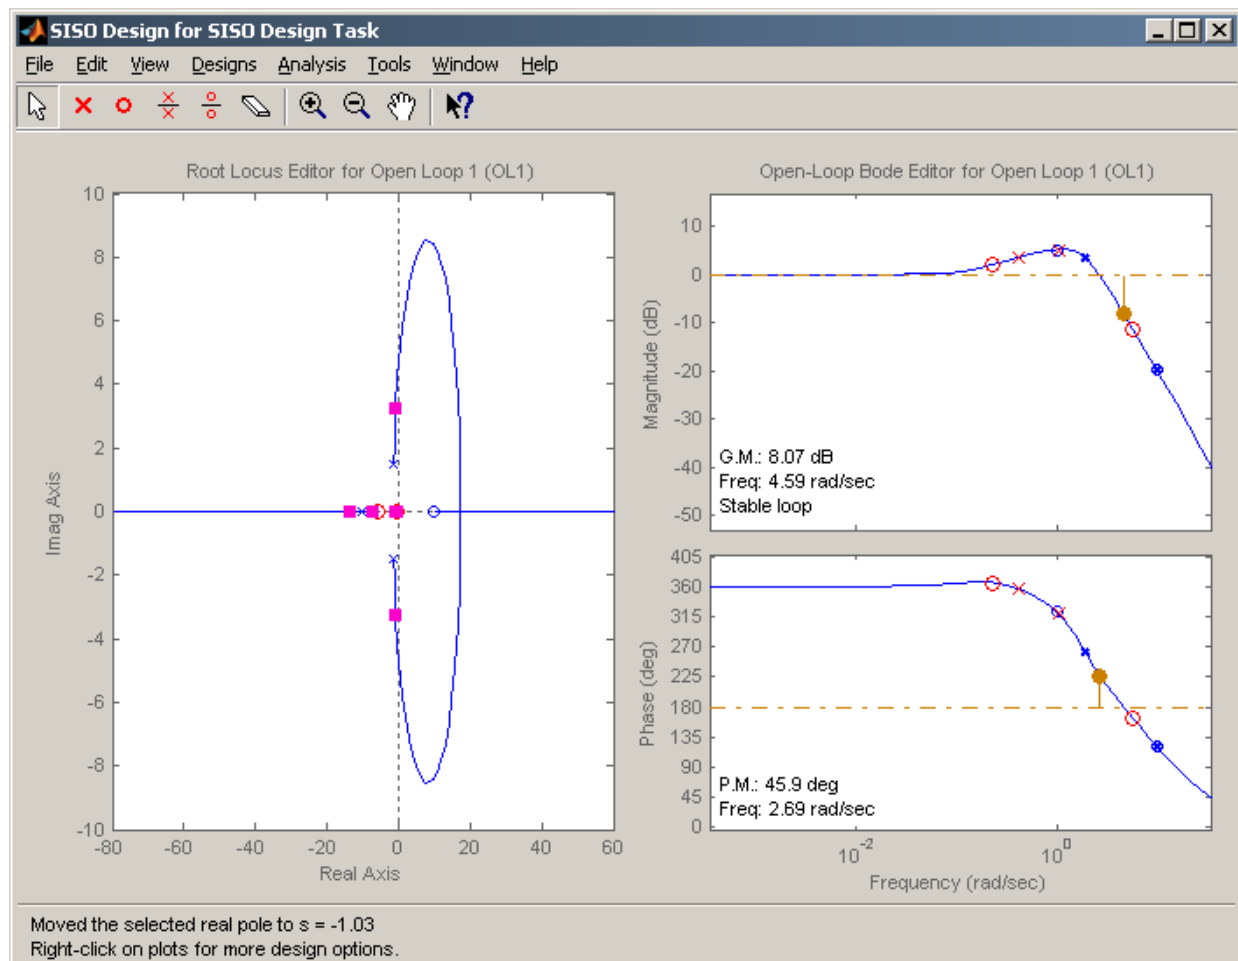 SISO Design for SISO Design Task
File Edit View Designs Analysis Tools Window Help
Root Locus Editor for Open Loop 1 (OL1)
10
8
6
4
2
0
-2
-4
-6
-8
-10
Imag Axis
-80 -60 -40 -20 0 20 40 60
Real Axis
Open-Loop Bode Editor for Open Loop 1 (OL1)
10
0
-10
-20
-30
-40
-50
Magnitude (dB)
G.M.: 8.07 dB
Freq: 4.59 rad/sec
Stable loop
405
360
315
270
225
180
135
90
45
0
Phase (deg)
P.M.: 45.9 deg
Freq: 2.69 rad/sec
10^-2 10^0
Frequency (rad/sec)
Moved the selected real pole to s = -1.03
Right-click on plots for more design options.